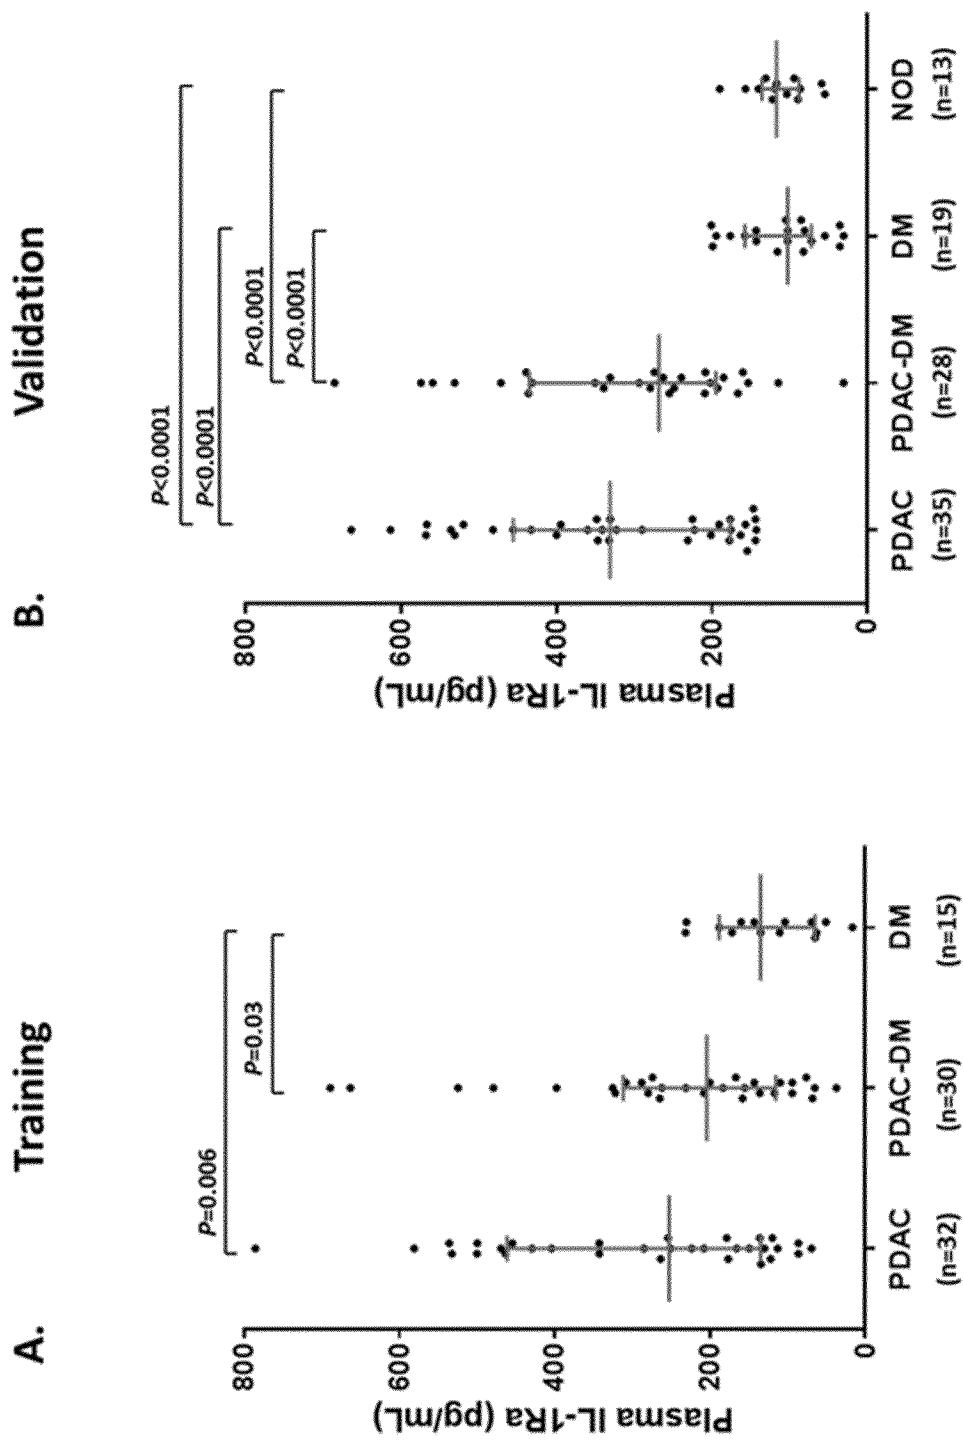 A.
Training
P=0.006
P=0.03
Plasma IL-1Ra (pg/mL)
800
600
400
200
0
PDAC
PDAC-DM
DM
(n=32)
(n=30)
(n=15)
B.
Validation
P<0.0001
P<0.0001
P<0.0001
P<0.0001
Plasma IL-1Ra (pg/mL)
800
600
400
200
0
PDAC
PDAC-DM
DM
NOD
(n=35)
(n=28)
(n=19)
(n=13)